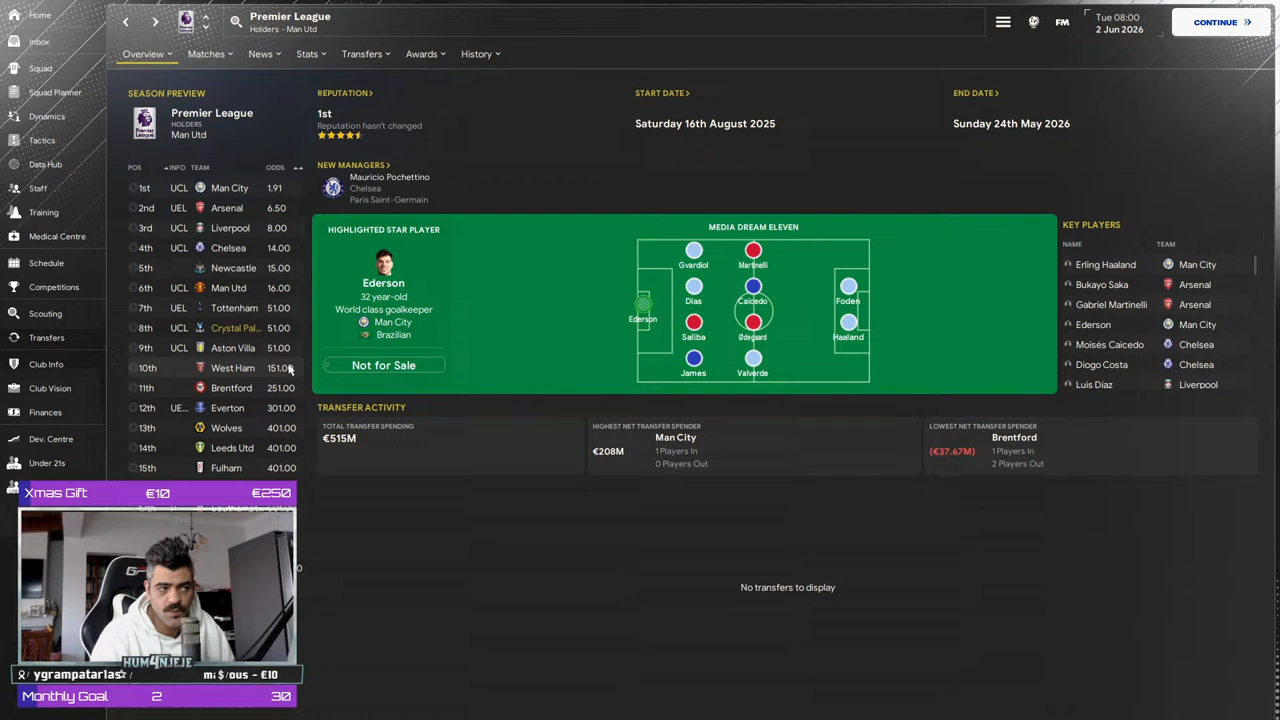 Home
Premier League
Holders - Man Utd
FM
Tue 08:00
2 Jun 2026
CONTINUE
Inbox
Squad
Squad Planner
Dynamics
Tactics
Data Hub
Staff
Training
Medical Centre
Schedule
Competitions
Scouting
Transfers
Club Info
Club Vision
Finances
Dev. Centre
Under 21s
Overview
Matches
News
Stats
Transfers
Awards
History
SEASON PREVIEW
Premier League
HOLDERS
Man Utd
REPUTATION
1st
Reputation hasn't changed
START DATE
Saturday 16th August 2025
END DATE
Sunday 24th May 2026
NEW MANAGERS
Mauricio Pochettino
Chelsea
Paris Saint-Germain
POS INFO TEAM ODDS
1st UCL Man City 1.91
2nd UEL Arsenal 6.50
3rd UCL Liverpool 8.00
4th UCL Chelsea 14.00
5th Newcastle 15.00
6th UCL Man Utd 16.00
7th UEL Tottenham 51.00
8th UCL Crystal Pal... 51.00
9th UCL Aston Villa 51.00
10th West Ham 151.00
11th Brentford 251.00
12th UE... Everton 301.00
13th Wolves 401.00
14th Leeds Utd 401.00
15th Fulham 401.00
HIGHLIGHTED STAR PLAYER
Ederson
32 year-old
World class goalkeeper
Man City
Brazilian
Not for Sale
MEDIA DREAM ELEVEN
Gvardiol
Martinelli
Dias
Caicedo
Foden
Ederson
Saliba
Ødegaard
Haaland
James
Valverde
KEY PLAYERS
NAME TEAM
Erling Haaland Man City
Bukayo Saka Arsenal
Gabriel Martinelli Arsenal
Ederson Man City
Moisés Caicedo Chelsea
Diogo Costa Chelsea
Luis Díaz Liverpool
TRANSFER ACTIVITY
TOTAL TRANSFER SPENDING
€515M
HIGHEST NET TRANSFER SPENDER
€208M
Man City
1 Players In
0 Players Out
LOWEST NET TRANSFER SPENDER
(€37.67M)
Brentford
1 Players In
2 Players Out
No transfers to display
Xmas Gift €10 €250
HUM4NJEJE
ygrampatarlas
mi$ious - €10
Monthly Goal 2 30